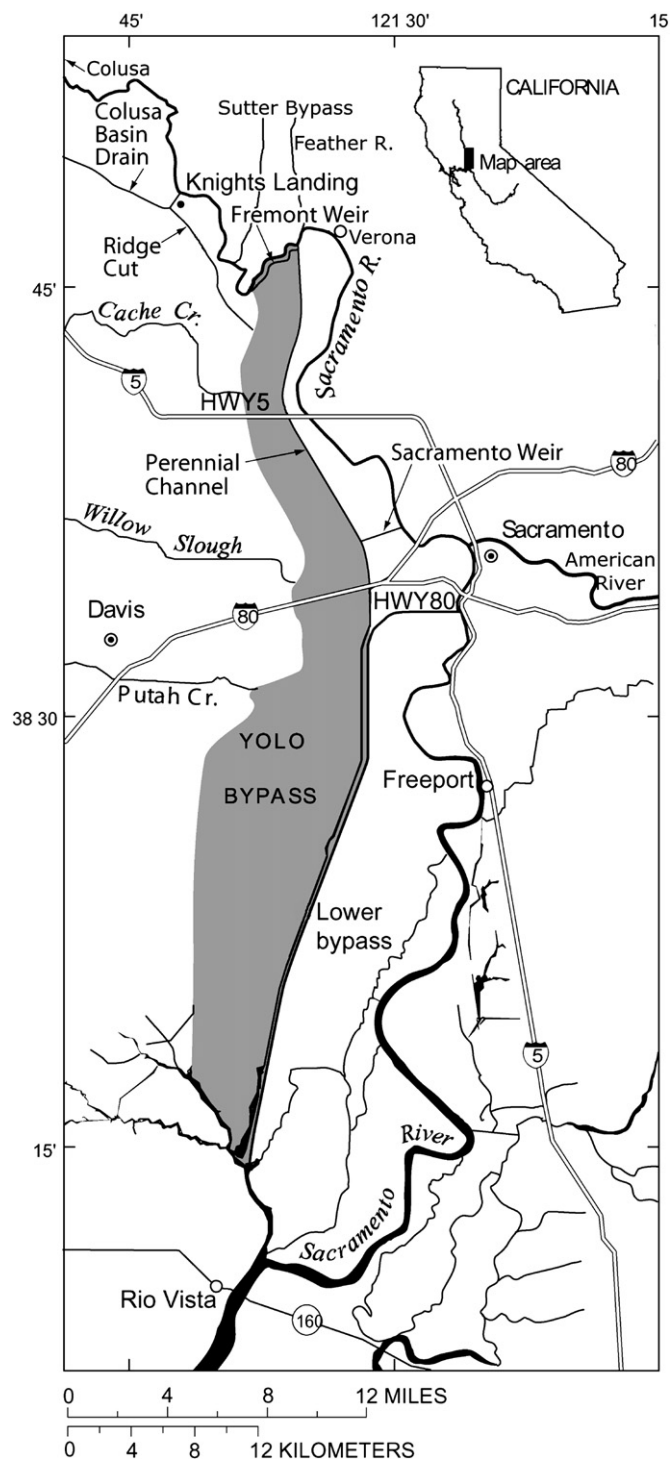 45'
121 30'
15
Colusa
Colusa
Basin
Drain
Sutter Bypass
Feather R.
CALIFORNIA
Map area
Knights Landing
Fremont Weir
Verona
Ridge
Cut
45'
Cache Cr.
Sacramento R.
5
HWY5
Perennial
Channel
Sacramento Weir
80
Willow
Slough
Sacramento
American
River
HWY80
Davis
80
Putah Cr.
38 30
YOLO
BYPASS
Freeport
Lower
bypass
5
15'
River
Sacramento
Rio Vista
160
0 4 8 12 MILES
0 4 8 12 KILOMETERS